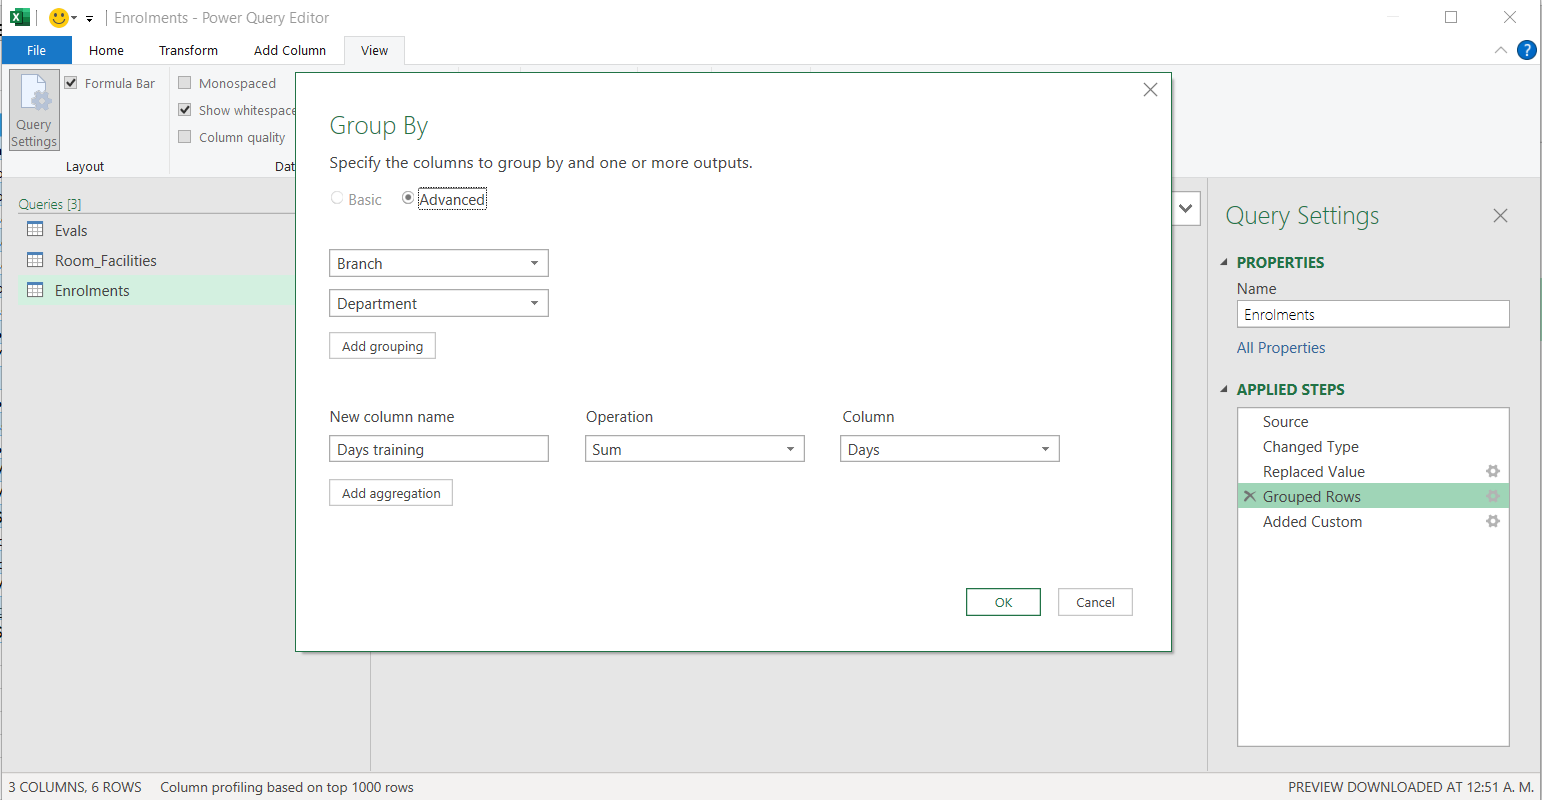 Enrolments - Power Query Editor
File Home Transform Add Column View
?
Formula Bar
Monospaced
Show whitespace
Column quality
Query
Settings
Layout
Dat
Queries [3]
Evals
Room_Facilities
Enrolments
Group By
Specify the columns to group by and one or more outputs.
Basic Advanced
Branch
Department
Add grouping
New column name Operation Column
Days training Sum Days
Add aggregation
OK Cancel
Query Settings
PROPERTIES
Name
Enrolments
All Properties
APPLIED STEPS
Source
Changed Type
Replaced Value
Grouped Rows
Added Custom
3 COLUMNS, 6 ROWS Column profiling based on top 1000 rows
PREVIEW DOWNLOADED AT 12:51 A. M.